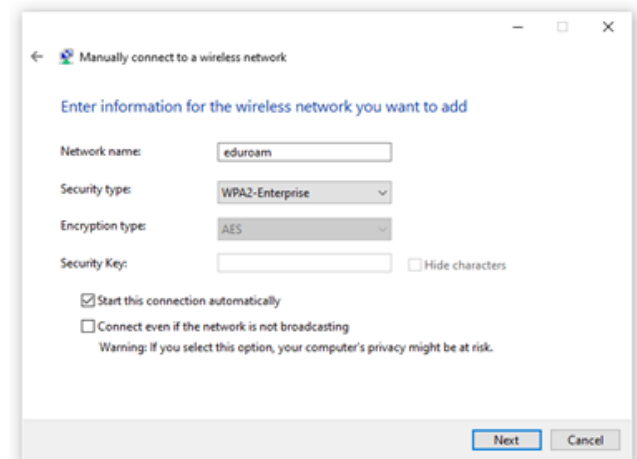 Manually connect to a wireless network
Enter information for the wireless network you want to add
Network name: eduroam
Security type: WPA2-Enterprise
Encryption type: AES
Security Key: Hide characters
Start this connection automatically
Connect even if the network is not broadcasting
Warning: If you select this option, your computer's privacy might be at risk.
Next Cancel